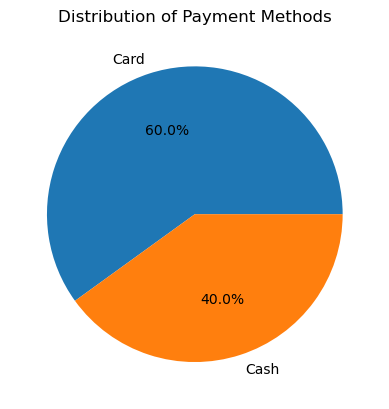 Distribution of Payment Methods
Card
60.0%
40.0%
Cash